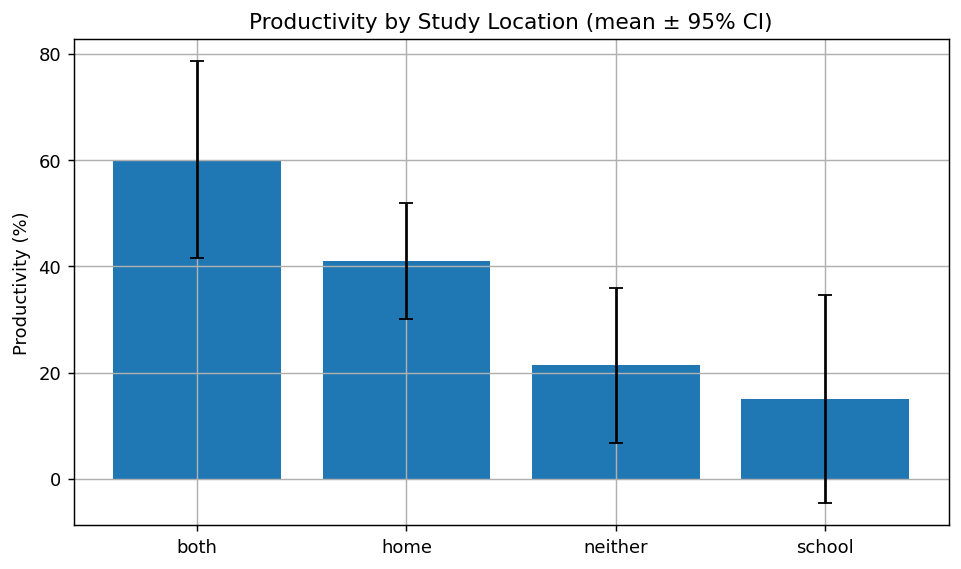 Productivity by Study Location (mean ± 95% CI)
Productivity (%)
80
60
40
20
0
both
home
neither
school